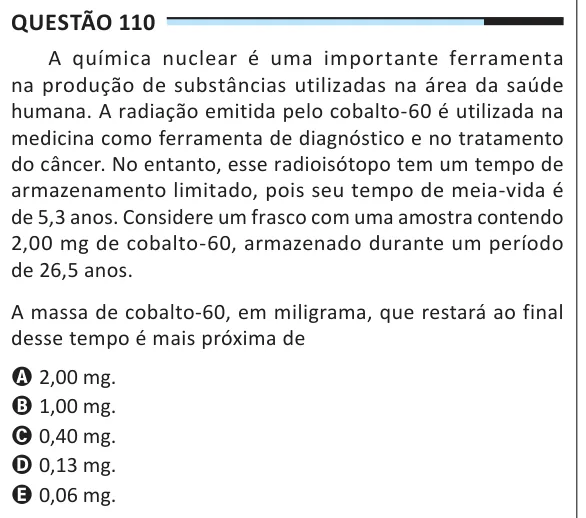 QUESTÃO 110
A química nuclear é uma importante ferramenta
na produção de substâncias utilizadas na área da saúde
humana. A radiação emitida pelo cobalto-60 é utilizada na
medicina como ferramenta de diagnóstico e no tratamento
do câncer. No entanto, esse radioisótopo tem um tempo de
armazenamento limitado, pois seu tempo de meia-vida é
de 5,3 anos. Considere um frasco com uma amostra contendo
2,00 mg de cobalto-60, armazenado durante um período
de 26,5 anos.
A massa de cobalto-60, em miligrama, que restará ao final
desse tempo é mais próxima de
A 2,00 mg.
B 1,00 mg.
C 0,40 mg.
D 0,13 mg.
E 0,06 mg.